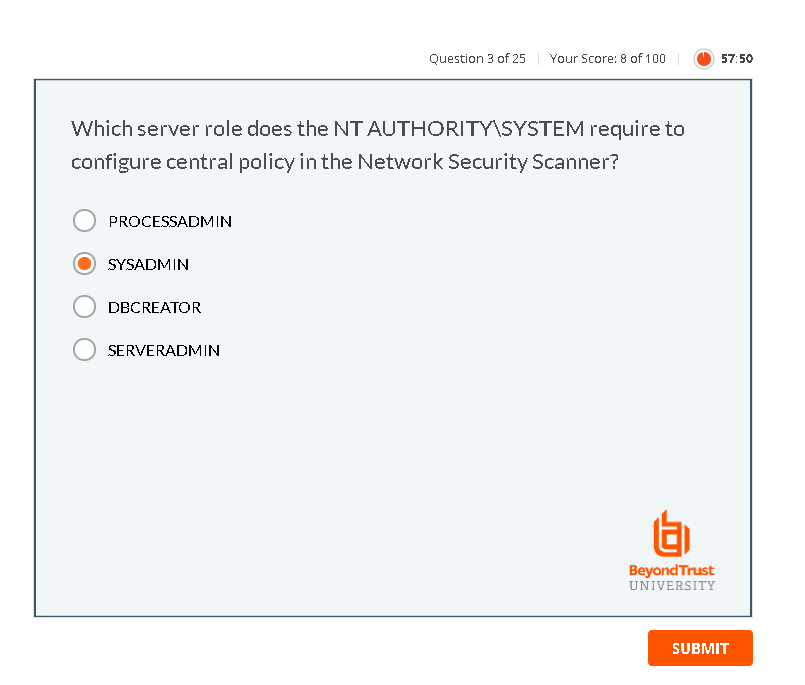 Question 3 of 25 | Your Score: 8 of 100 | 57:50
Which server role does the NT AUTHORITY\SYSTEM require to
configure central policy in the Network Security Scanner?
PROCESSADMIN
SYSADMIN
DBCREATOR
SERVERADMIN
BeyondTrust
UNIVERSITY
SUBMIT